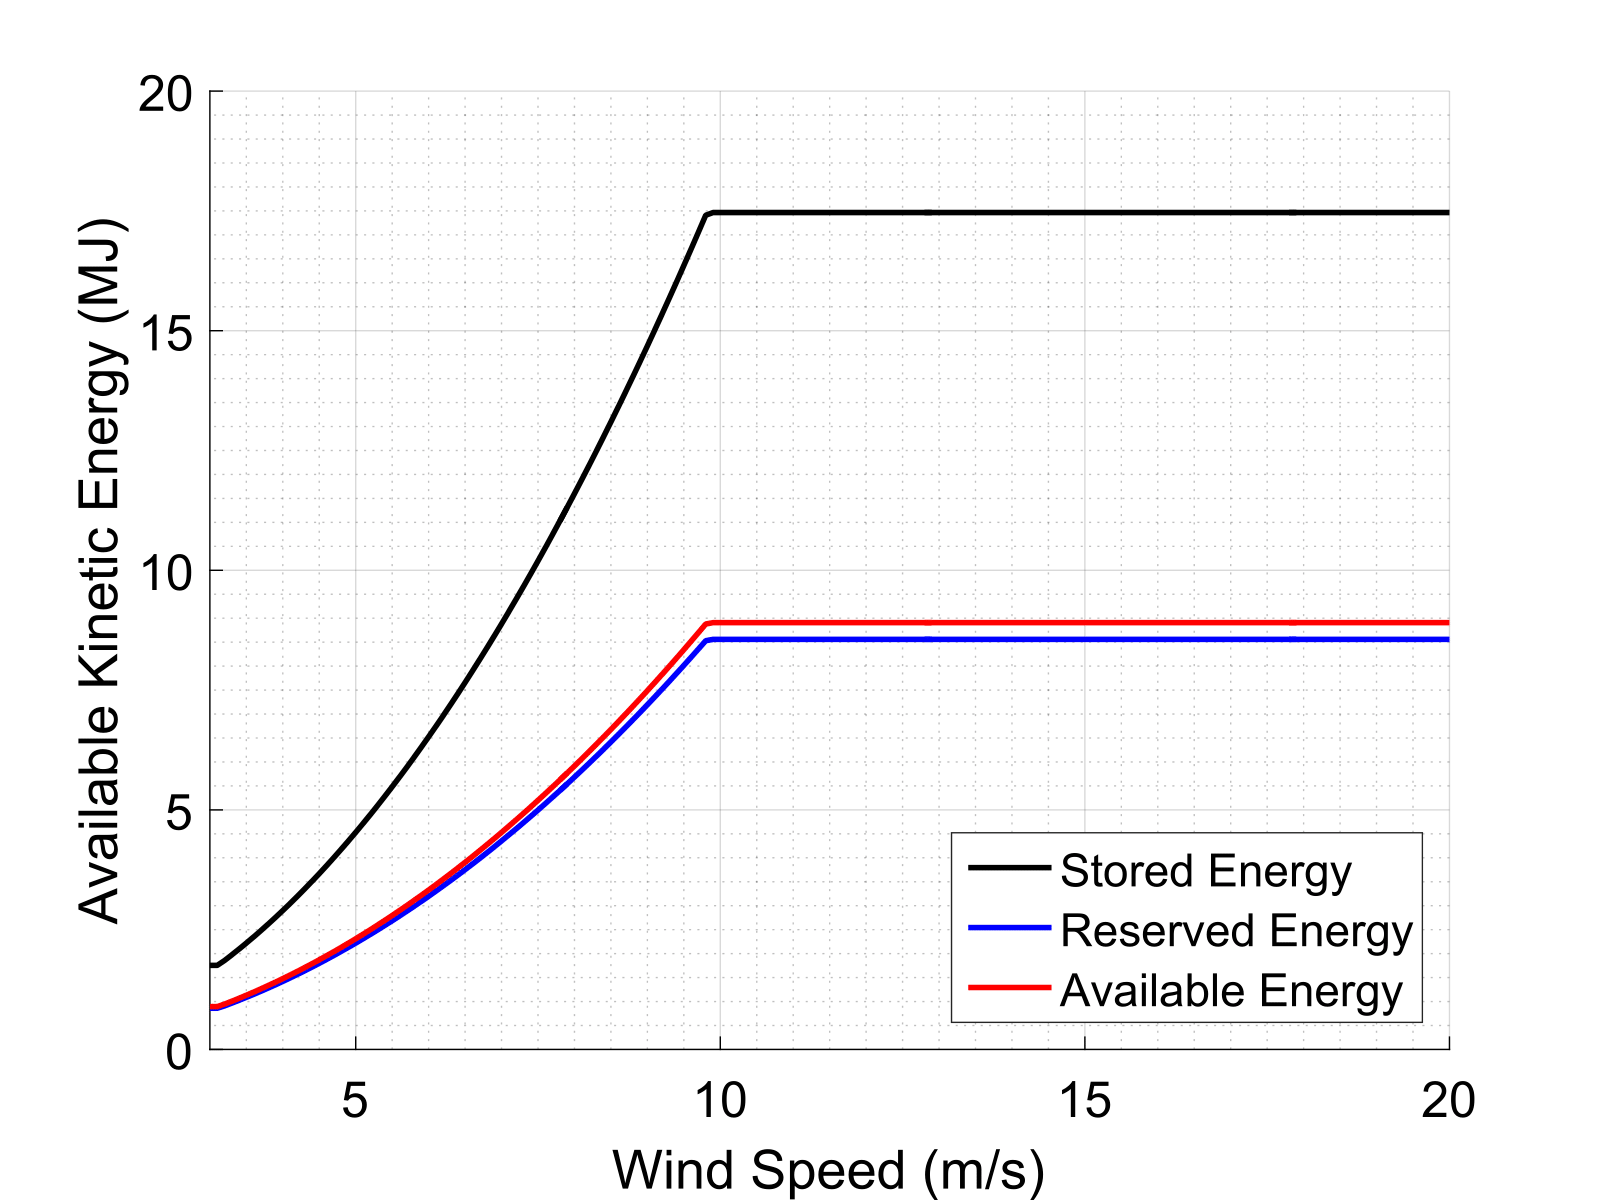 20
15
10
5
0
Available Kinetic Energy (MJ)
Stored Energy
Reserved Energy
Available Energy
5 10 15 20
Wind Speed (m/s)